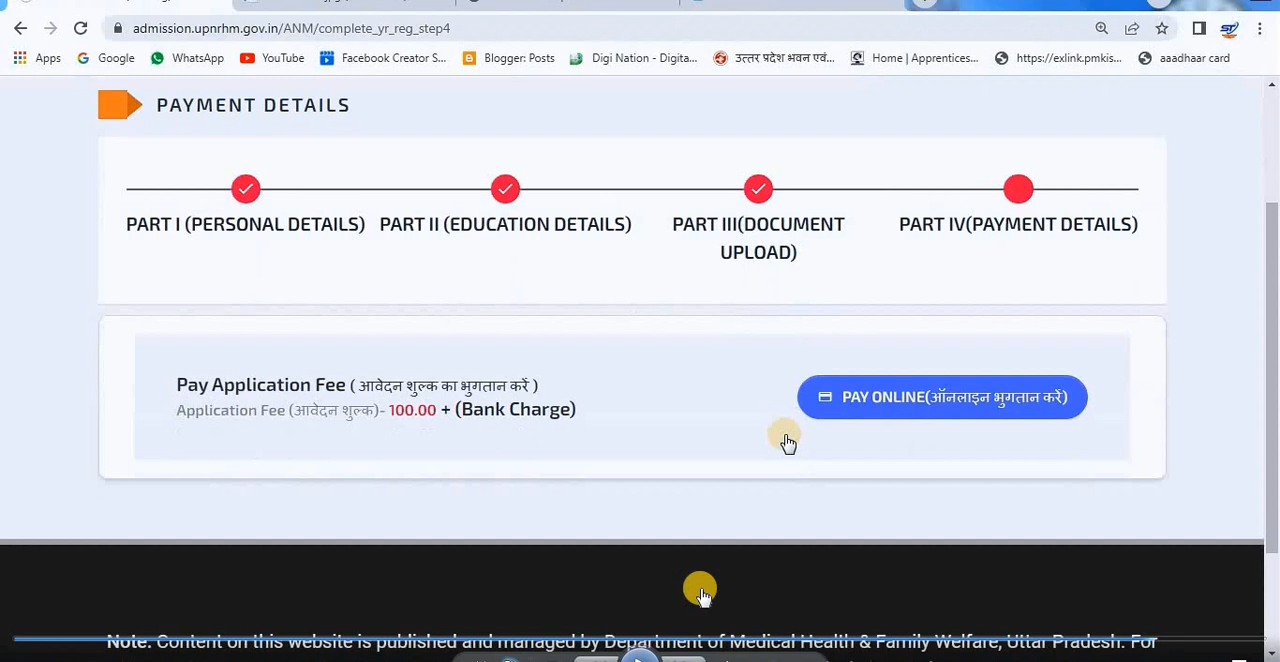 admission.upnrhm.gov.in/ANM/complete_yr_reg_step4
Apps Google WhatsApp YouTube Facebook Creator S... Blogger: Posts Digi Nation - Digita... उत्तर प्रदेश भवन एवं... Home | Apprentices... https://exlink.pmkis... aaadhaar card
PAYMENT DETAILS
PART I (PERSONAL DETAILS) PART II (EDUCATION DETAILS) PART III(DOCUMENT UPLOAD) PART IV(PAYMENT DETAILS)
Pay Application Fee ( आवेदन शुल्क का भुगतान करें )
Application Fee (आवेदन शुल्क)- 100.00 + (Bank Charge)
PAY ONLINE(ऑनलाइन भुगतान करें)
Note. Content on this website is published and managed by Department of Medical Health & Family Welfare, Uttar Pradesh. For